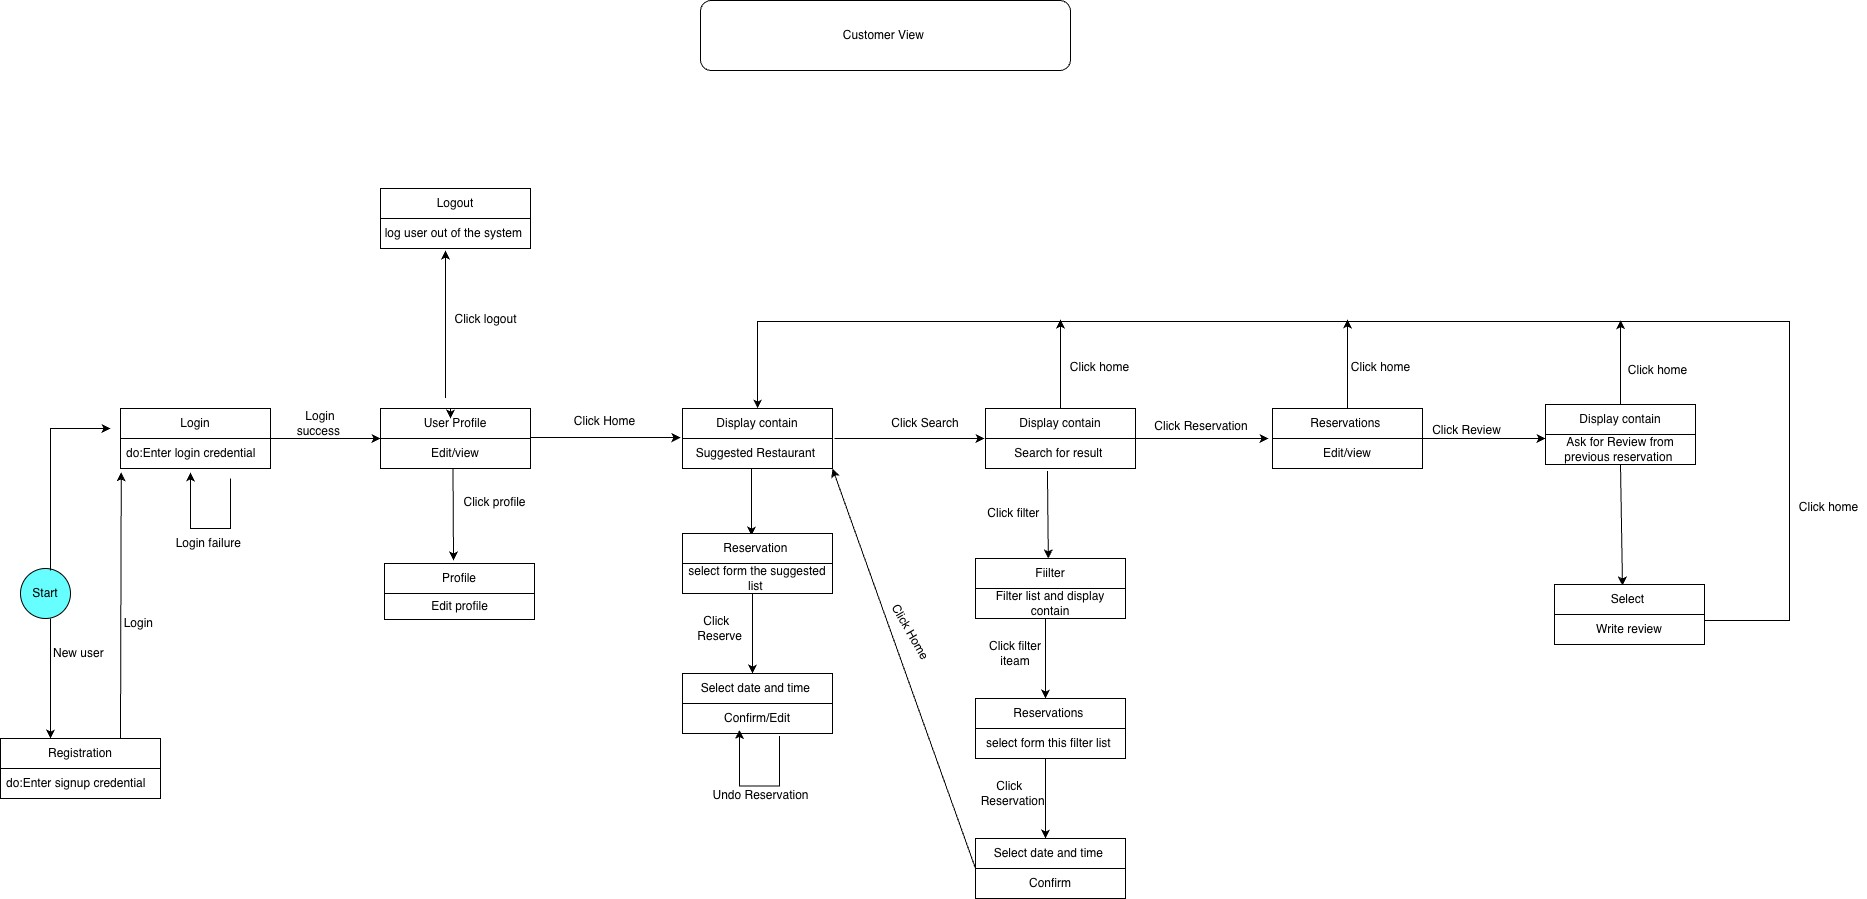 Customer View
Logout
log user out of the system
Click logout
Click home
Click home
Click home
Login
do:Enter login credential
Login
success
User Profile
Edit/view
Click Home
Display contain
Suggested Restaurant
Click Search
Display contain
Search for result
Click Reservation
Reservations
Edit/view
Click Review
Display contain
Ask for Review from
previous reservation
Click home
Login failure
Click profile
Click filter
Start
Profile
Edit profile
Reservation
select form the suggested
list
Fiilter
Filter list and display
contain
Select
Write review
Login
New user
Click
Reserve
Click Home
Click filter
iteam
Select date and time
Confirm/Edit
Reservations
select form this filter list
Registration
do:Enter signup credential
Undo Reservation
Click
Reservation
Select date and time
Confirm